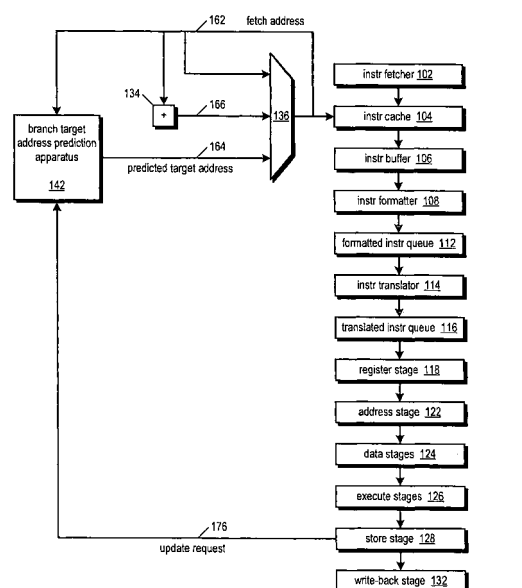 162 fetch address
instr fetcher 102
134
+
166
136
instr cache 104
branch target
address prediction
apparatus
142
164
predicted target address
instr buffer 106
instr formatter 108
formatted instr queue 112
instr translator 114
translated instr queue 116
register stage 118
address stage 122
data stages 124
execute stages 126
176
update request
store stage 128
write-back stage 132